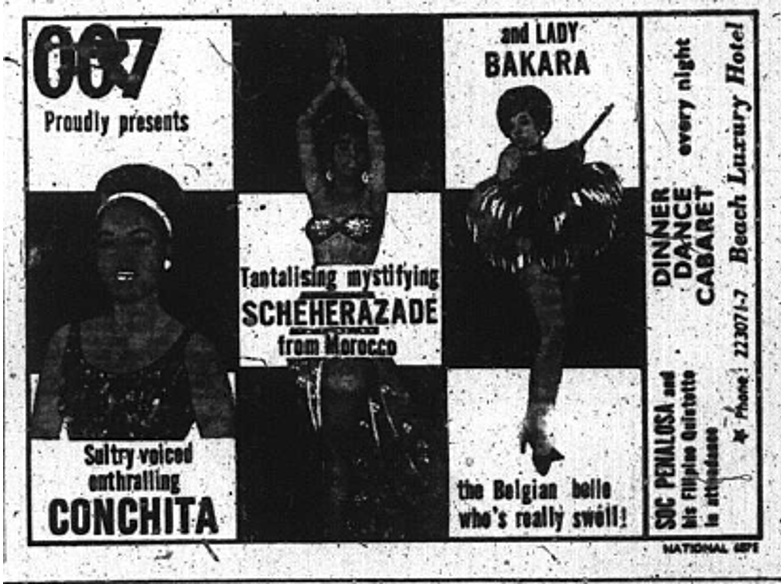 007
Proudly presents
Sultry-voiced
enthralling
CONCHITA
Tantalising mystifying
SCHEHERAZADE
from Morocco
and LADY
BAKARA
the Belgian belle
who's really swell!
DINNER
DANCE every night
CABARET
SOC PENALOSA and
his Filipino Quintette
in attendance
★ Phone: 223071-7 Beach Luxury Hotel
NATIONAL